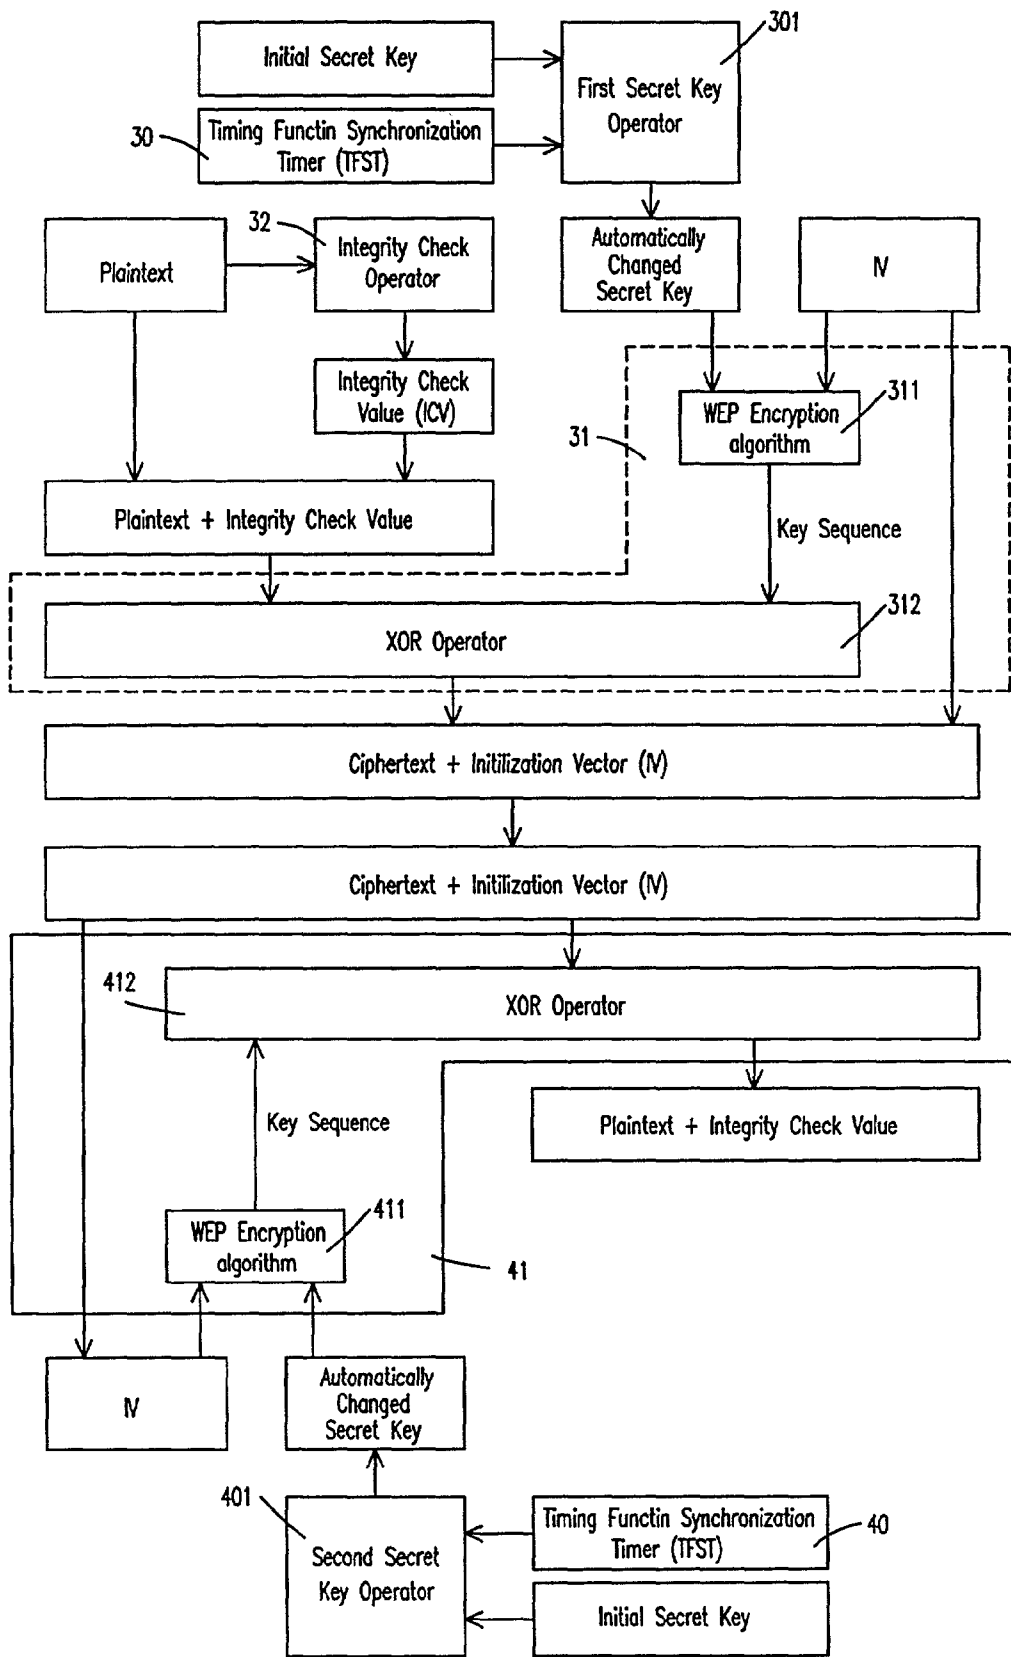 Initial Secret Key
301
First Secret Key
Operator
30
Timing Functin Synchronization
Timer (TFST)
32
Plaintext
Integrity Check
Operator
Automatically
Changed
Secret Key
IV
Integrity Check
Value (ICV)
31
WEP Encryption
algorithm
311
Plaintext + Integrity Check Value
Key Sequence
XOR Operator
312
Ciphertext + Initilization Vector (IV)
Ciphertext + Initilization Vector (IV)
412
XOR Operator
Key Sequence
Plaintext + Integrity Check Value
WEP Encryption
algorithm
411
41
IV
Automatically
Changed
Secret Key
401
Second Secret
Key Operator
Timing Functin Synchronization
Timer (TFST)
40
Initial Secret Key